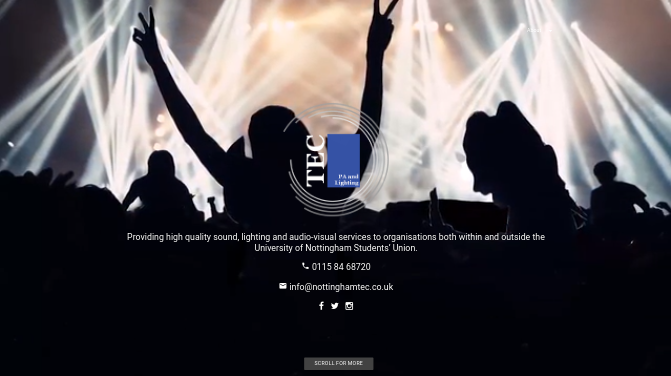 TEC
PA and
Lighting
Providing high quality sound, lighting and audio-visual services to organisations both within and outside the
University of Nottingham Students' Union.
0115 84 68720
info@nottinghamtec.co.uk
SCROLL FOR MORE